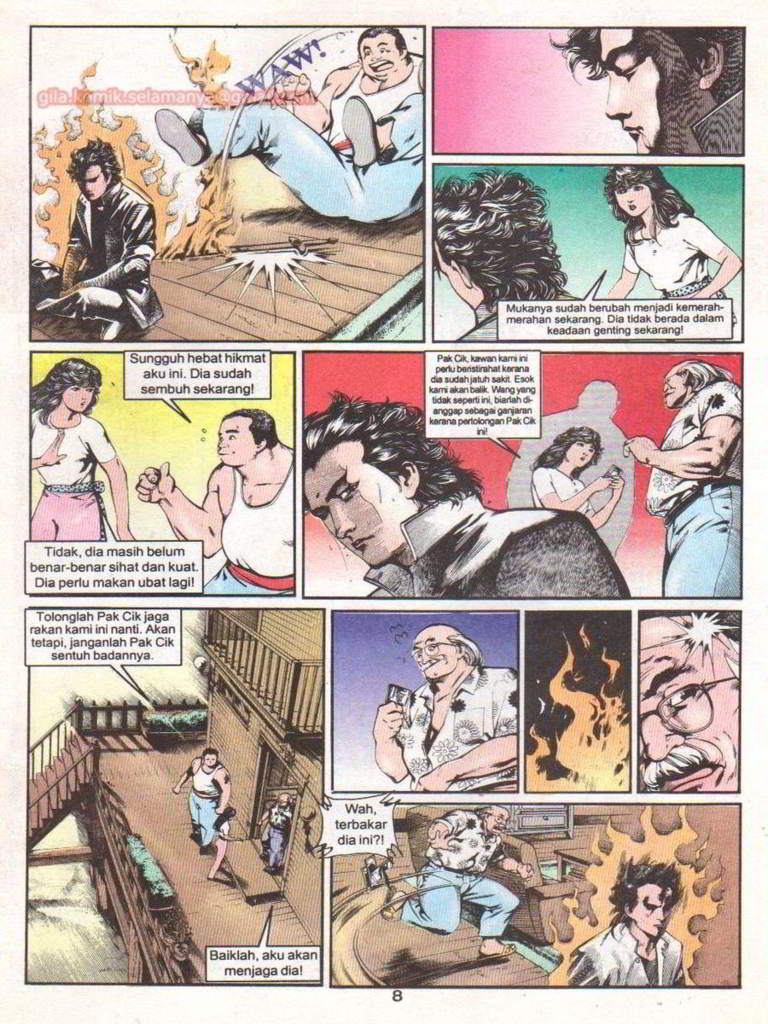 WAW!
gila.komik.selamanya@g
Mukanya sudah berubah menjadi kemerah-
merahan sekarang. Dia tidak berada dalam
keadaan genting sekarang!
Sungguh hebat hikmat
aku ini. Dia sudah
sembuh sekarang!
Tidak, dia masih belum
benar-benar sihat dan kuat.
Dia perlu makan ubat lagi!
Pak Cik, kawan kami ini
perlu beristirahat kerana
dia sudah jatuh sakit. Esok
kami akan balik. Wang yang
tidak seperti ini, biarlah di-
anggap sebagai ganjaran
kerana pertolongan Pak Cik
ini!
Tolonglah Pak Cik jaga
rakan kami ini nanti. Akan
tetapi, janganlah Pak Cik
sentuh badannya.
Baiklah, aku akan
menjaga dia!
Wah,
terbakar
dia ini?!
8